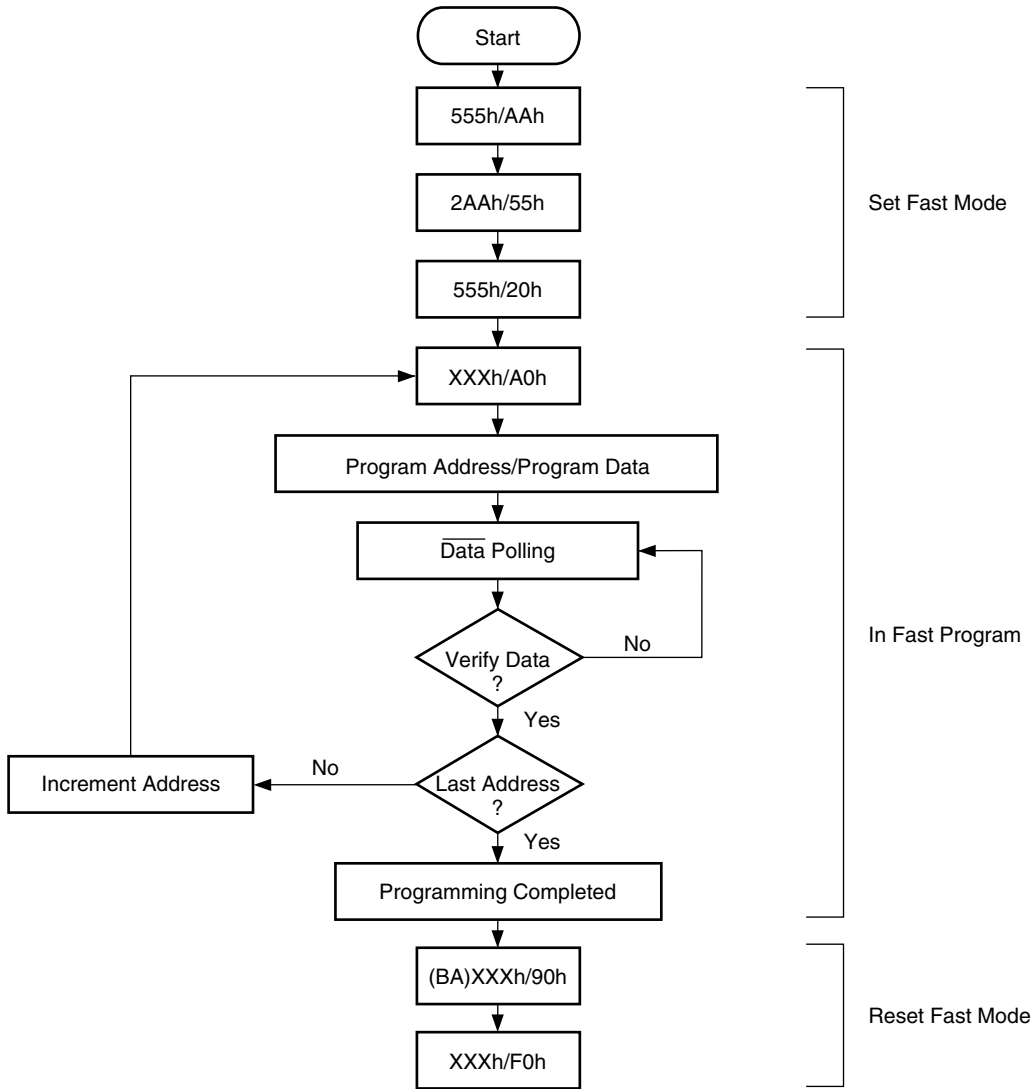 Start
555h/AAh
2AAh/55h
Set Fast Mode
555h/20h
XXXh/A0h
Program Address/Program Data
Data Polling
In Fast Program
No
Verify Data
?
Yes
No
Increment Address
Last Address
?
Yes
Programming Completed
(BA)XXXh/90h
Reset Fast Mode
XXXh/F0h